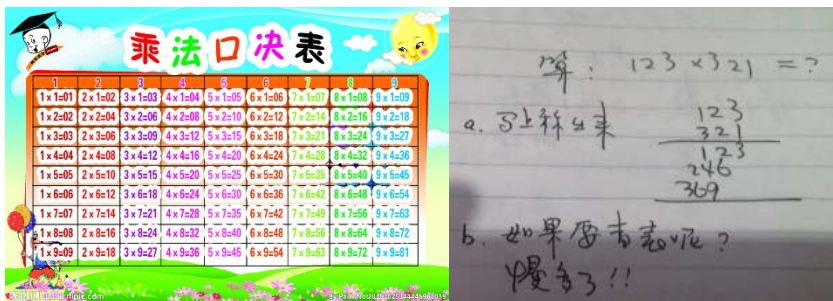 乘法口决表
1 2 3 4 5 6 7 8 9
1×1=01 2×1=02 3×1=03 4×1=04 5×1=05 6×1=06 7×1=07 8×1=08 9×1=09
1×2=02 2×2=04 3×2=06 4×2=08 5×2=10 6×2=12 7×2=14 8×2=16 9×2=18
1×3=03 2×3=06 3×3=09 4×3=12 5×3=15 6×3=18 7×3=21 8×3=24 9×3=27
1×4=04 2×4=08 3×4=12 4×4=16 5×4=20 6×4=24 7×4=28 8×4=32 9×4=36
1×5=05 2×5=10 3×5=15 4×5=20 5×5=25 6×5=30 7×5=35 8×5=40 9×5=45
1×6=06 2×6=12 3×6=18 4×6=24 5×6=30 6×6=36 7×6=42 8×6=48 9×6=54
1×7=07 2×7=14 3×7=21 4×7=28 5×7=35 6×7=42 7×7=49 8×7=56 9×7=63
1×8=08 2×8=16 3×8=24 4×8=32 5×8=40 6×8=48 7×8=56 8×8=64 9×8=72
1×9=09 2×9=18 3×9=27 4×9=36 5×9=45 6×9=54 7×9=63 8×9=72 9×9=81
算: 123 ×321 =?
a. 马上 出来
123
321
123
246
369
b. 如果要查表呢?
慢多了!!